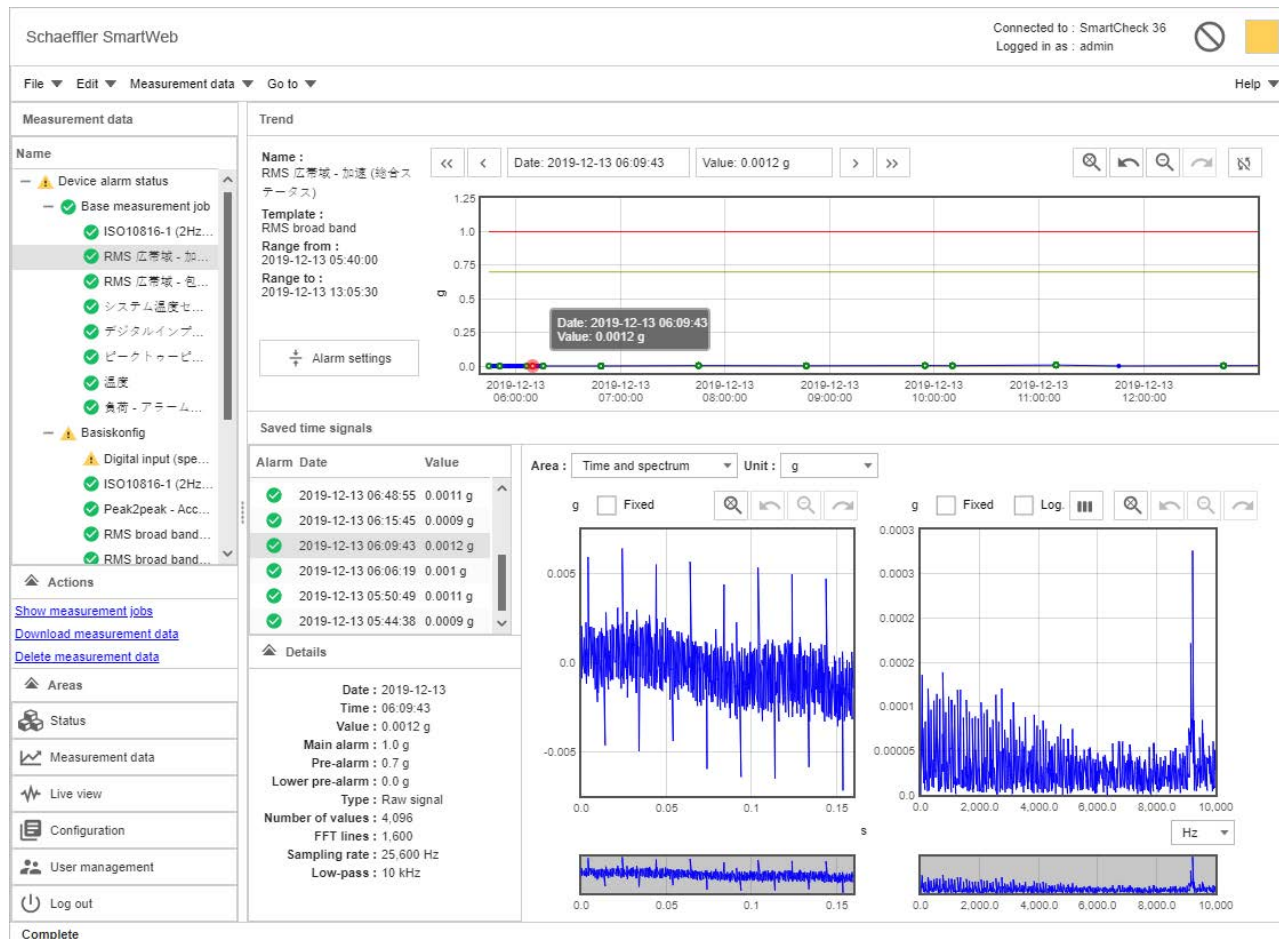 Schaeffler SmartWeb
Connected to : SmartCheck 36
Logged in as : admin
File Edit Measurement data Go to Help
Measurement data
Name
Device alarm status
Base measurement job
ISO10816-1 (2Hz...
RMS 広帯域 - 加...
RMS 広帯域 - 包...
システム温度セ...
デジタルインプ...
ピークトゥーピ...
温度
負荷 - アラーム...
Basiskonfig
Digital input (spe...
ISO10816-1 (2Hz...
Peak2peak - Acc...
RMS broad band...
RMS broad band...
Actions
Show measurement jobs
Download measurement data
Delete measurement data
Areas
Status
Measurement data
Live view
Configuration
User management
Log out
Complete
Trend
Name :
RMS 広帯域 - 加速 (総合ス
テータス)
Template :
RMS broad band
Range from :
2019-12-13 05:40:00
Range to :
2019-12-13 13:05:30
Alarm settings
<< < Date: 2019-12-13 06:09:43 Value: 0.0012 g > >>
1.25
1.0
0.75
g
0.5
0.25
0.0
Date: 2019-12-13 06:09:43
Value: 0.0012 g
2019-12-13 2019-12-13 2019-12-13 2019-12-13 2019-12-13 2019-12-13 2019-12-13
06:00:00 07:00:00 08:00:00 09:00:00 10:00:00 11:00:00 12:00:00
Saved time signals
Alarm Date Value
2019-12-13 06:48:55 0.0011 g
2019-12-13 06:15:45 0.0009 g
2019-12-13 06:09:43 0.0012 g
2019-12-13 06:06:19 0.001 g
2019-12-13 05:50:49 0.0011 g
2019-12-13 05:44:38 0.0009 g
Details
Date : 2019-12-13
Time : 06:09:43
Value : 0.0012 g
Main alarm : 1.0 g
Pre-alarm : 0.7 g
Lower pre-alarm : 0.0 g
Type : Raw signal
Number of values : 4,096
FFT lines : 1,600
Sampling rate : 25,600 Hz
Low-pass : 10 kHz
Area : Time and spectrum Unit : g
g Fixed
0.005
0.0
-0.005
0.0 0.05 0.1 0.15
s
0.0 0.05 0.1 0.15
g Fixed Log.
0.0003
0.0003
0.0002
0.0002
0.0001
0.00005
0.0
0.0 2,000.0 4,000.0 6,000.0 8,000.0 10,000
Hz
0.0 2,000.0 4,000.0 6,000.0 8,000.0 10,000